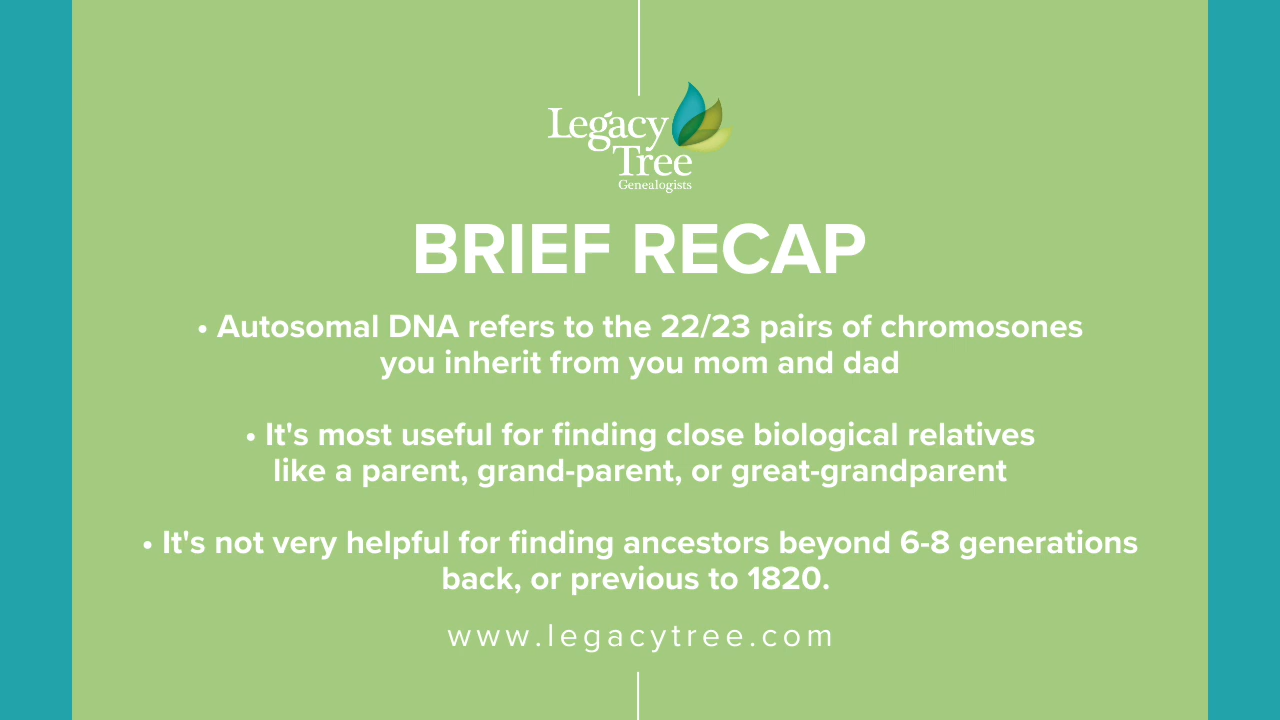 Legacy
Tree
Genealogists
BRIEF RECAP
• Autosomal DNA refers to the 22/23 pairs of chromosones
you inherit from you mom and dad
• It's most useful for finding close biological relatives
like a parent, grand-parent, or great-grandparent
• It's not very helpful for finding ancestors beyond 6-8 generations
back, or previous to 1820.
www.legacytree.com